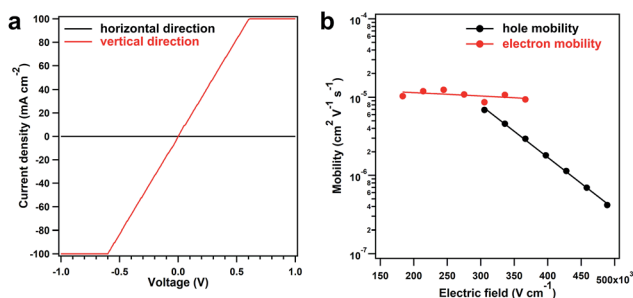 a
horizontal direction
vertical direction
Current density (mA cm-2)
100
80
60
40
20
0
-20
-40
-60
-80
-100
-1.0 -0.5 0.0 0.5 1.0
Voltage (V)
b
hole mobility
electron mobility
Mobility (cm2 V-1 s-1)
10-4
8
6
4
2
10-5
8
6
4
2
10-6
8
6
4
2
10-7
150 200 250 300 350 400 450 500x103
Electric field (V cm-1)